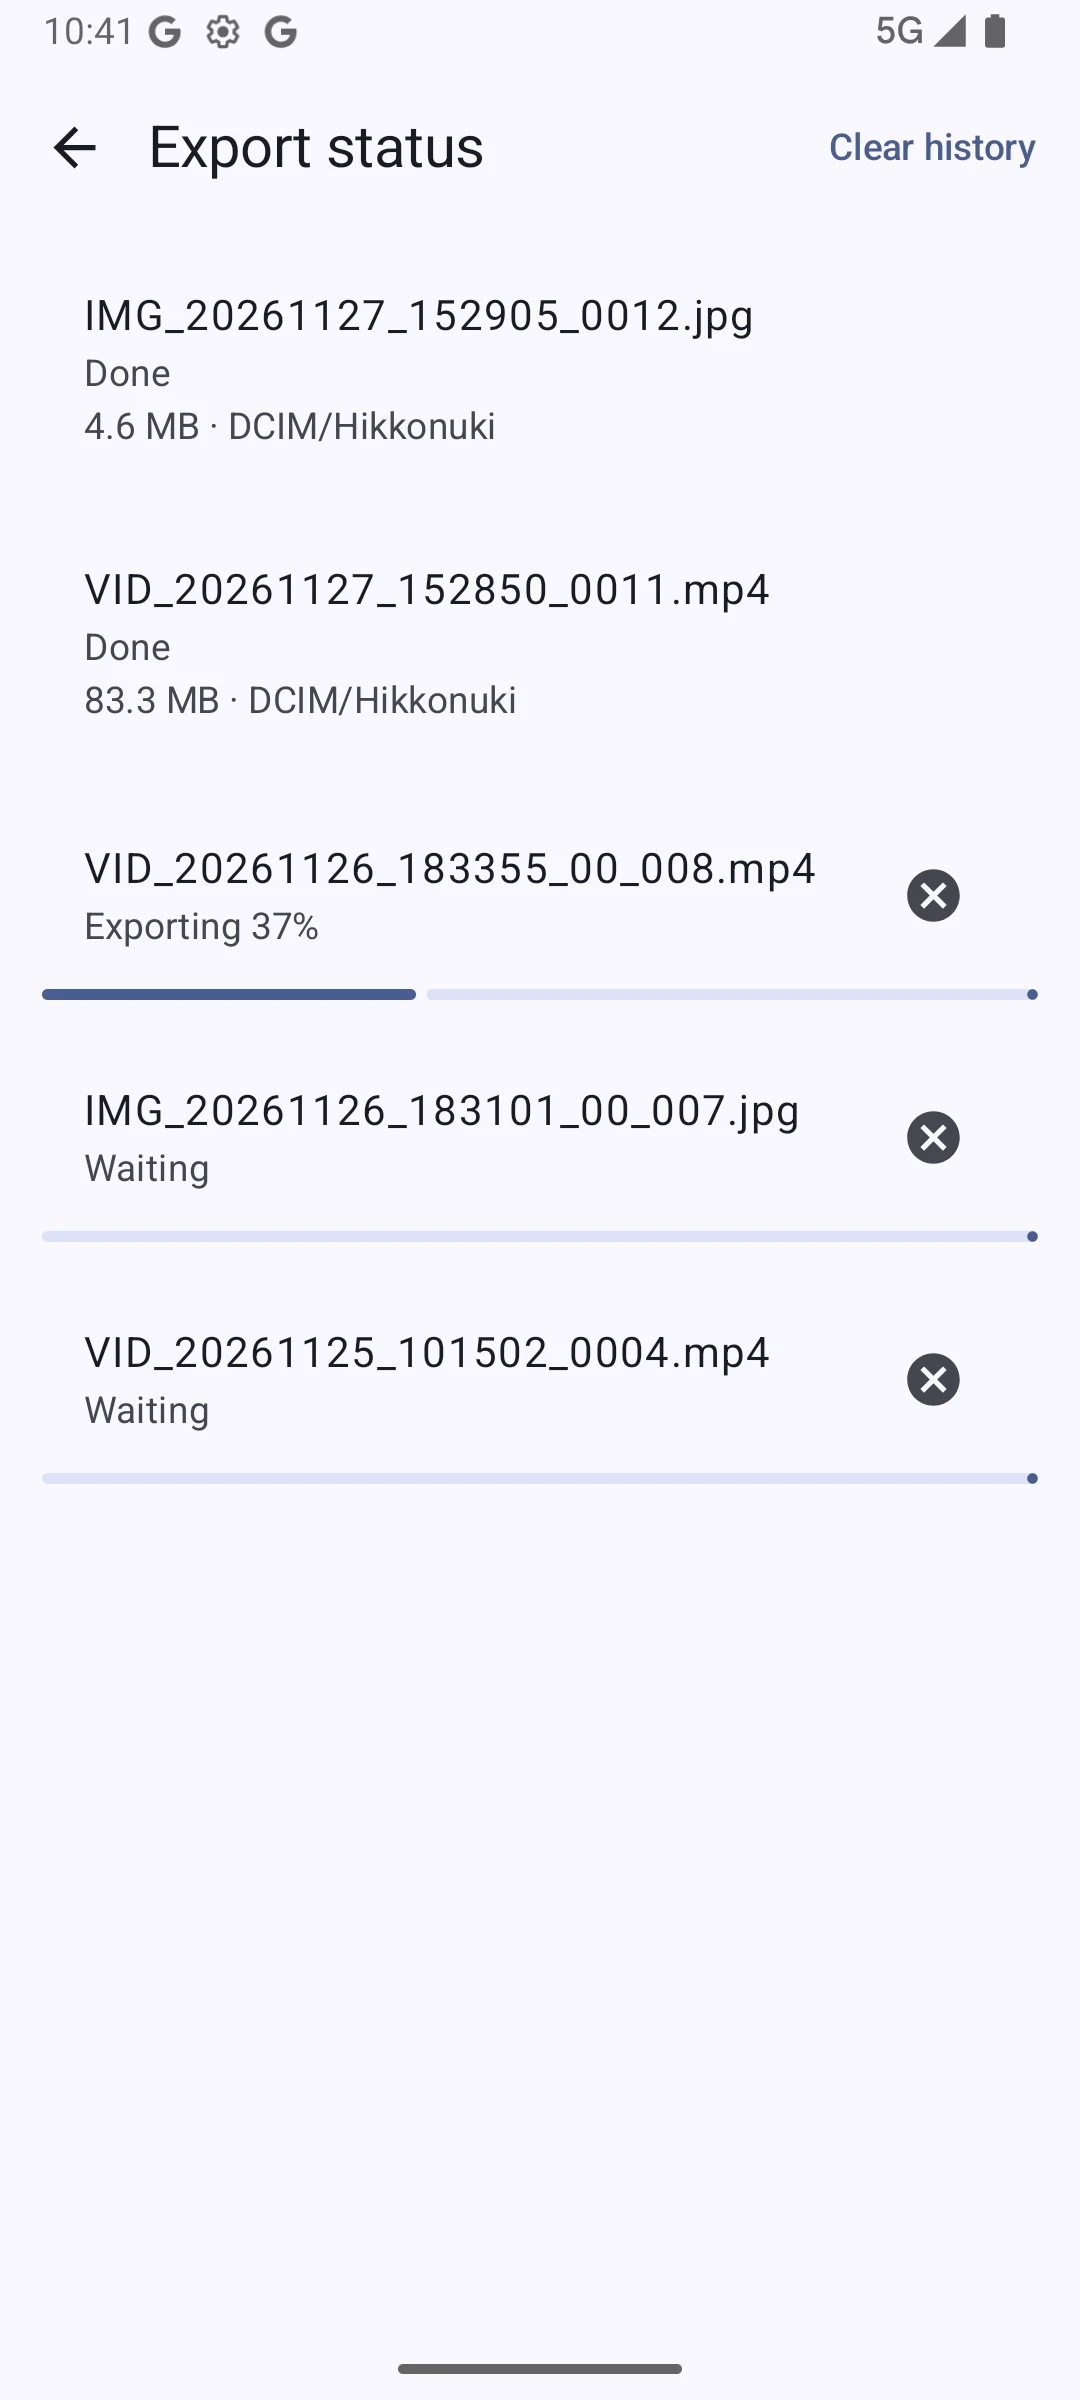 10:41
5G
Export status
Clear history
IMG_20261127_152905_0012.jpg
Done
4.6 MB · DCIM/Hikkonuki
VID_20261127_152850_0011.mp4
Done
83.3 MB · DCIM/Hikkonuki
VID_20261126_183355_00_008.mp4
Exporting 37%
IMG_20261126_183101_00_007.jpg
Waiting
VID_20261125_101502_0004.mp4
Waiting